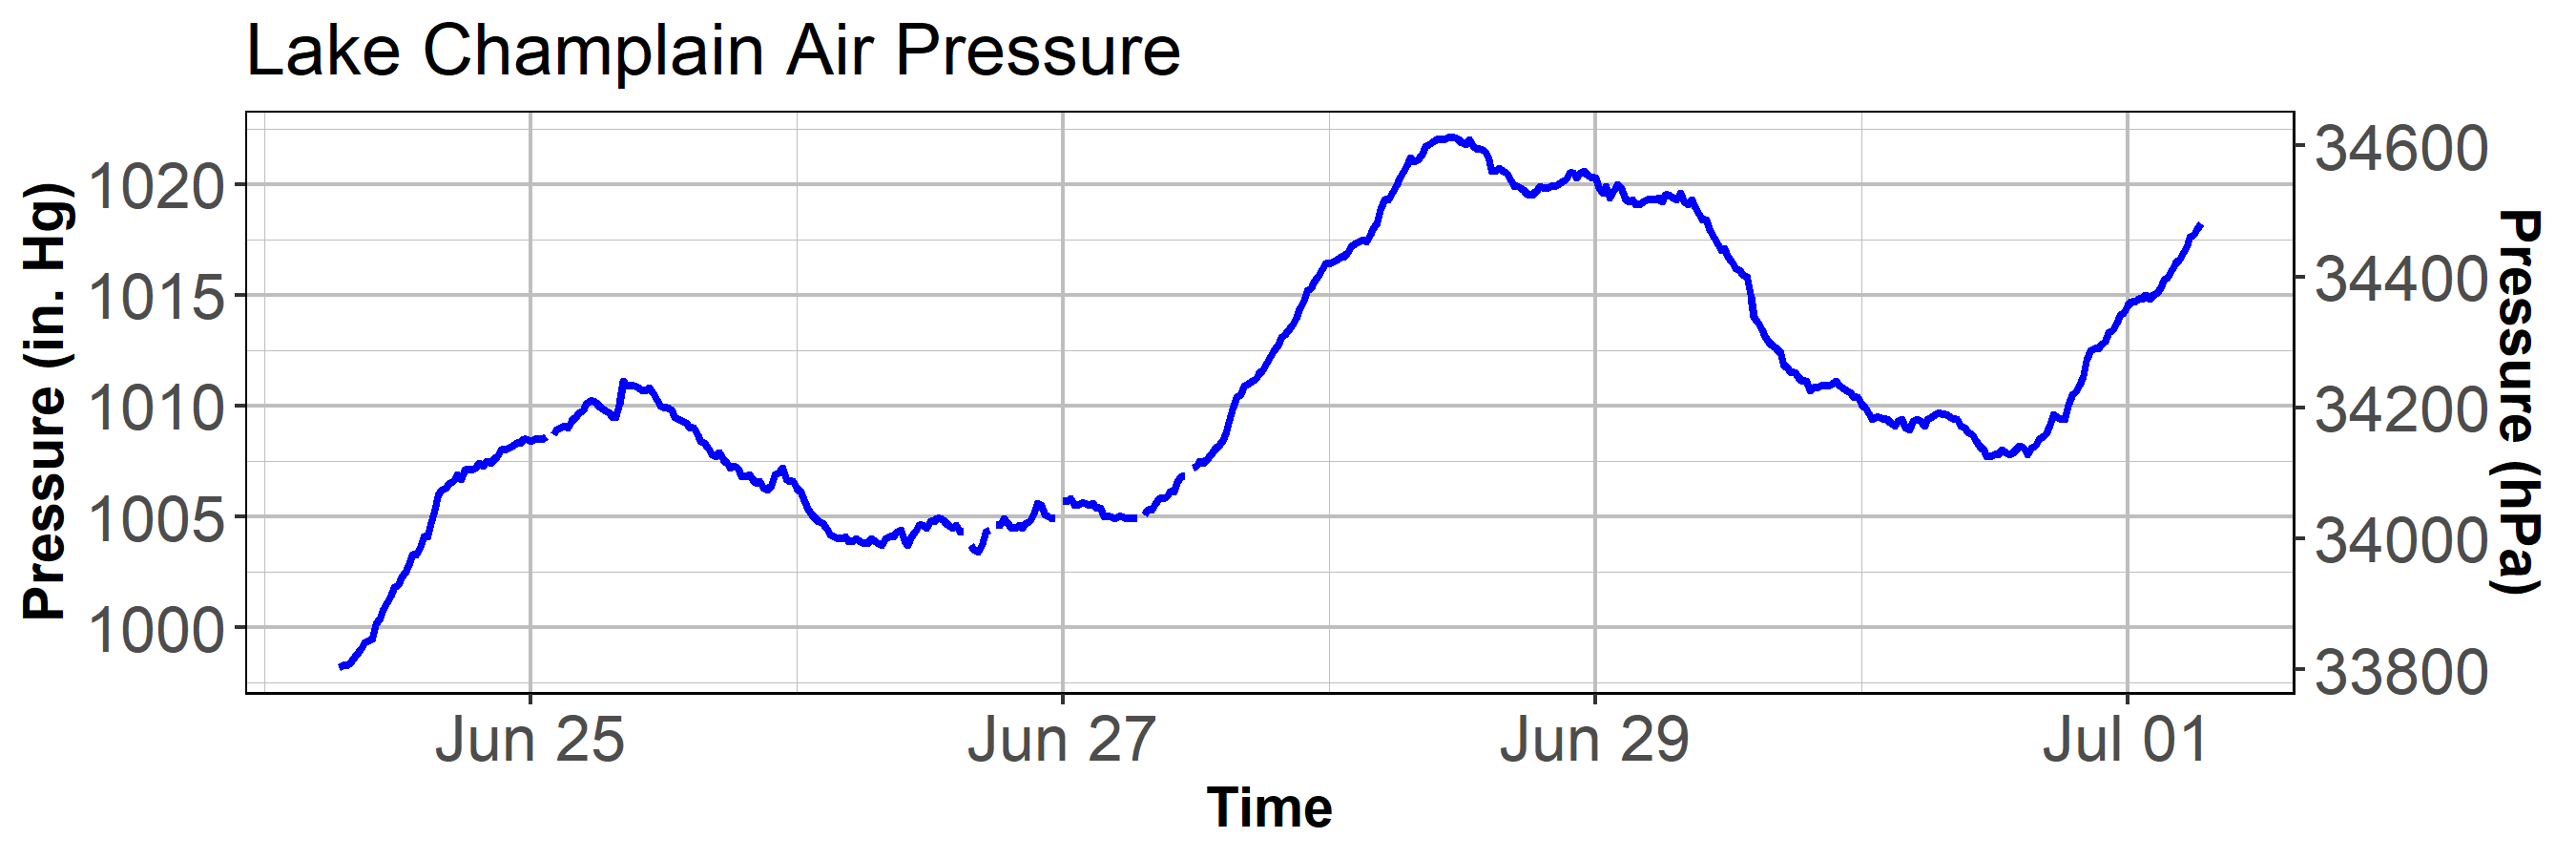 Lake Champlain Air Pressure
Pressure (in. Hg)
1020
1015
1010
1005
1000
34600
34400
34200
34000
33800
Pressure (hPa)
Jun 25
Jun 27
Jun 29
Jul 01
Time